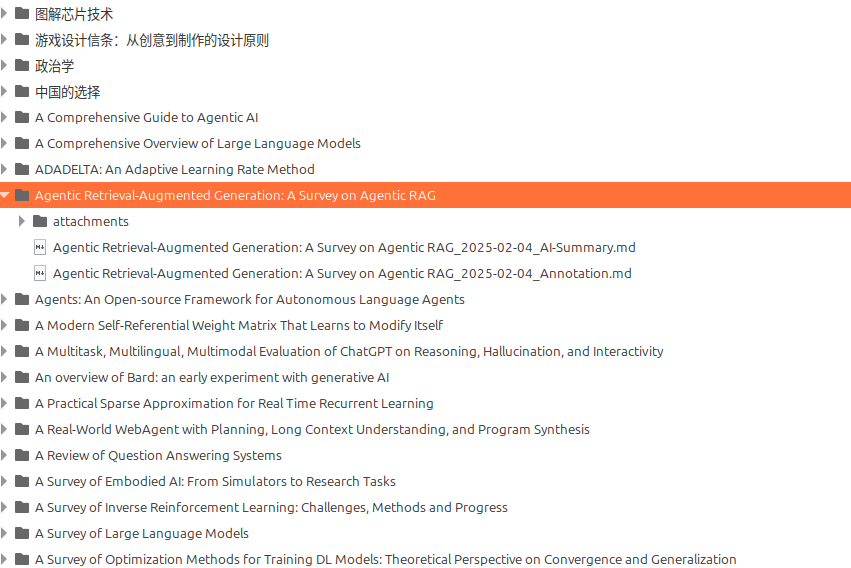 图解芯片技术
游戏设计信条：从创意到制作的设计原则
政治学
中国的选择
A Comprehensive Guide to Agentic AI
A Comprehensive Overview of Large Language Models
ADADELTA: An Adaptive Learning Rate Method
Agentic Retrieval-Augmented Generation: A Survey on Agentic RAG
attachments
Agentic Retrieval-Augmented Generation: A Survey on Agentic RAG_2025-02-04_AI-Summary.md
Agentic Retrieval-Augmented Generation: A Survey on Agentic RAG_2025-02-04_Annotation.md
Agents: An Open-source Framework for Autonomous Language Agents
A Modern Self-Referential Weight Matrix That Learns to Modify Itself
A Multitask, Multilingual, Multimodal Evaluation of ChatGPT on Reasoning, Hallucination, and Interactivity
An overview of Bard: an early experiment with generative AI
A Practical Sparse Approximation for Real Time Recurrent Learning
A Real-World WebAgent with Planning, Long Context Understanding, and Program Synthesis
A Review of Question Answering Systems
A Survey of Embodied AI: From Simulators to Research Tasks
A Survey of Inverse Reinforcement Learning: Challenges, Methods and Progress
A Survey of Large Language Models
A Survey of Optimization Methods for Training DL Models: Theoretical Perspective on Convergence and Generalization